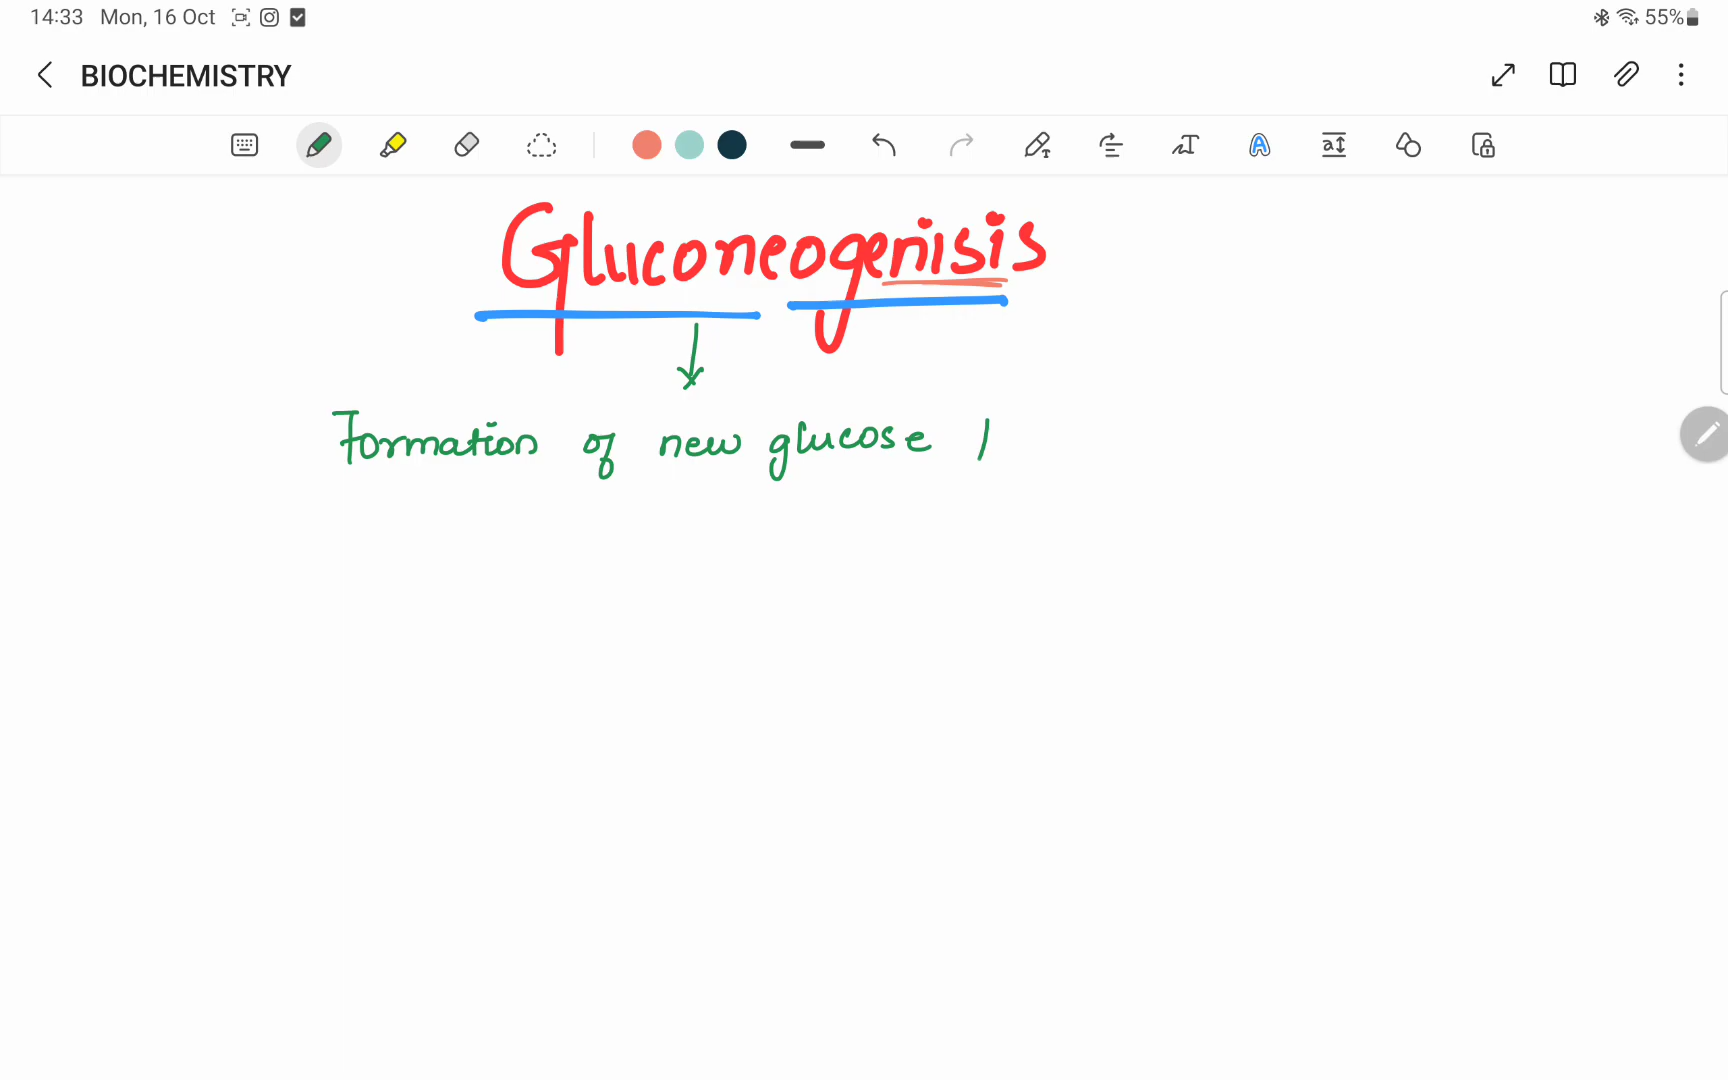 14:33 Mon, 16 Oct 55%
BIOCHEMISTRY
Gluconeogenisis
Formation of new glucose /